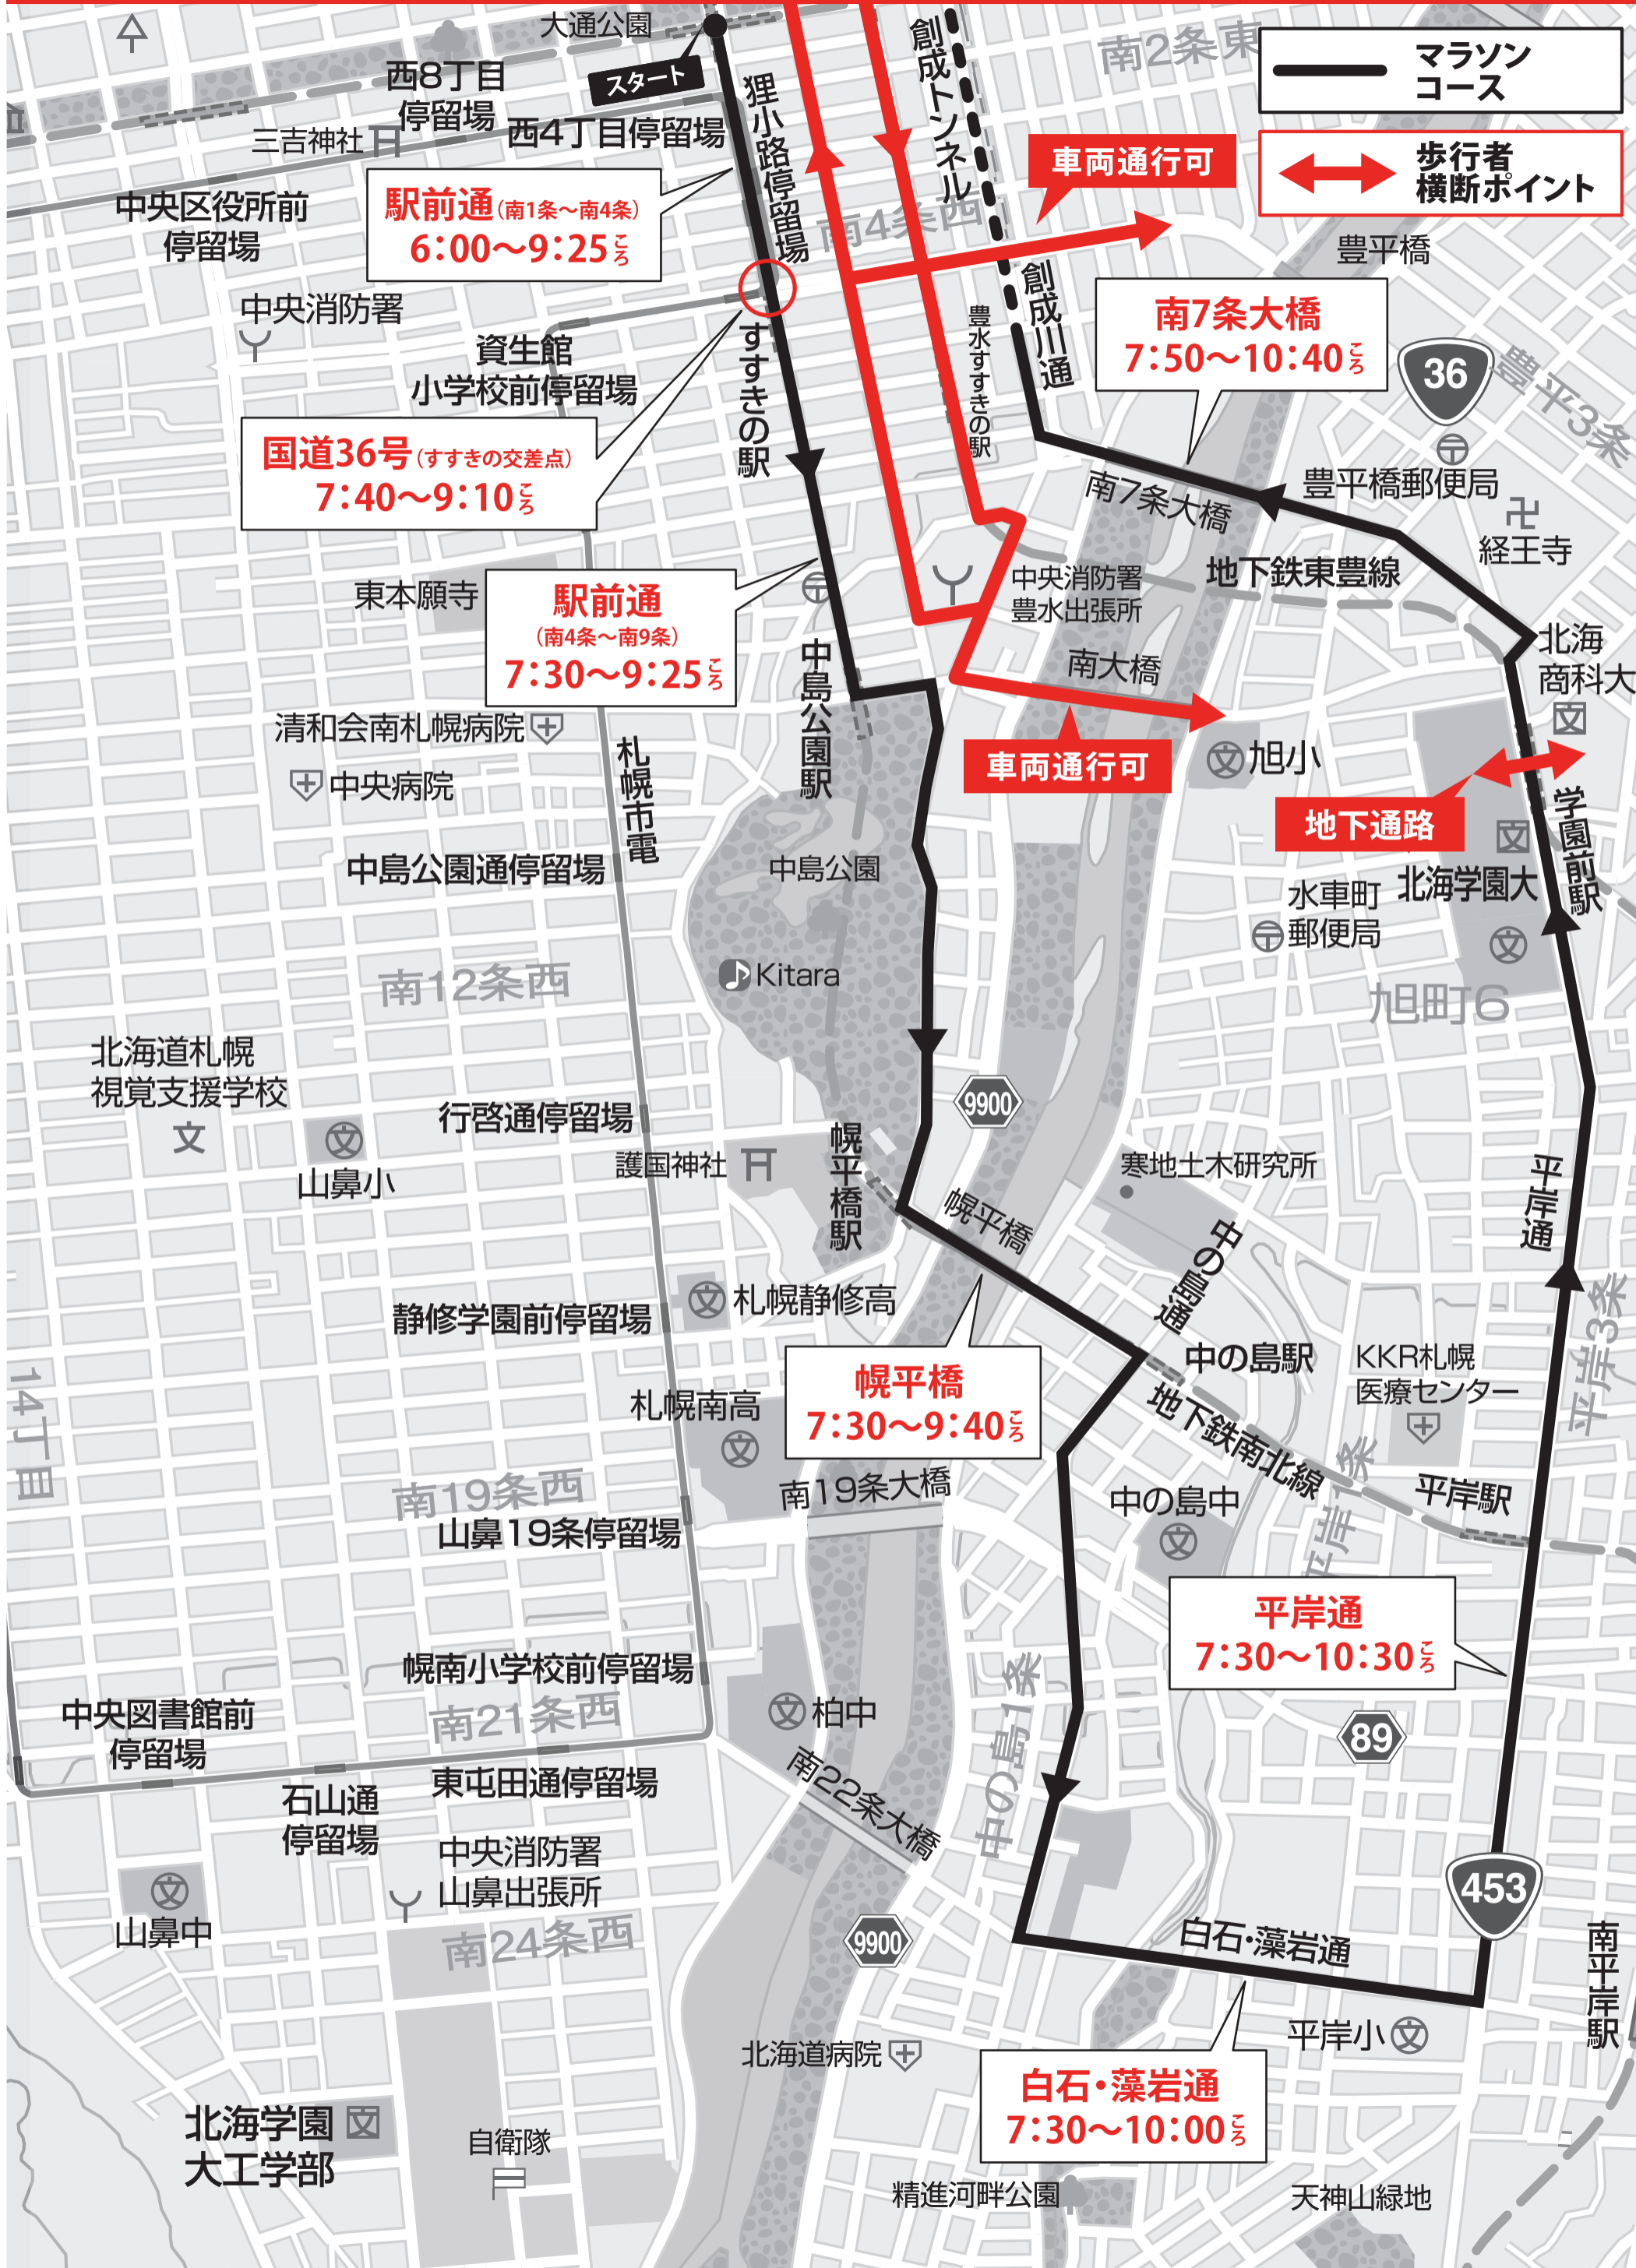 大通公園
スタート
西8丁目
停留場
三吉神社
西4丁目停留場
狸小路停留場
創成トンネル
南2条東
マラソン
コース
歩行者
横断ポイント
車両通行可
中央区役所前
停留場
駅前通(南1条〜南4条)
6:00〜9:25ころ
南4条西
豊平橋
中央消防署
資生館
小学校前停留場
すすきの駅
豊水すすきの駅
創成川通
南7条大橋
7:50〜10:40ころ
36
豊平3条
国道36号(すすきの交差点)
7:40〜9:10ころ
南7条大橋
豊平橋郵便局
経王寺
地下鉄東豊線
東本願寺
駅前通
(南4条〜南9条)
7:30〜9:25ころ
中央消防署
豊水出張所
南大橋
北海
商科大
中島公園駅
清和会南札幌病院
中央病院
札幌市電
車両通行可
旭小
地下通路
学園前駅
中島公園通停留場
中島公園
水車町
郵便局
北海学園大
南12条西
Kitara
旭町6
北海道札幌
視覚支援学校
文
山鼻小
行啓通停留場
護国神社
幌平橋駅
9900
幌平橋
寒地土木研究所
中の島通
平岸通
静修学園前停留場
札幌静修高
幌平橋
7:30〜9:40ころ
中の島駅
KKR札幌
医療センター
平岸3条
14丁目
札幌南高
地下鉄南北線
平岸1条
平岸駅
南19条西
山鼻19条停留場
南19条大橋
中の島中
平岸通
7:30〜10:30ころ
幌南小学校前停留場
南21条西
中央図書館前
停留場
柏中
中の島1条
89
石山通
停留場
東屯田通停留場
南22条大橋
中央消防署
山鼻出張所
山鼻中
南24条西
9900
453
白石・藻岩通
南平岸駅
平岸小
北海道病院
白石・藻岩通
7:30〜10:00ころ
北海学園
大工学部
自衛隊
精進河畔公園
天神山緑地